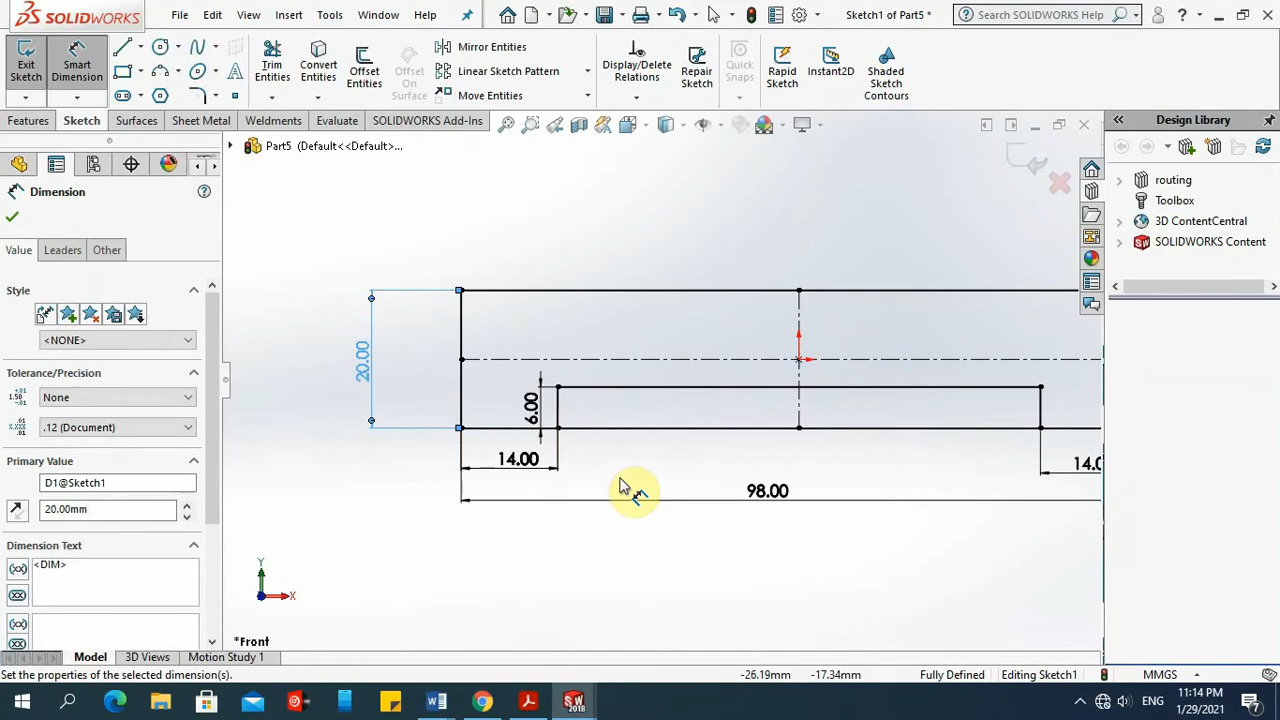 SOLIDWORKS
File Edit View Insert Tools Window Help
Sketch1 of Part5 *
Search SOLIDWORKS Help
Exit Sketch
Smart Dimension
Trim Entities
Convert Entities
Offset Entities
Offset On Surface
Mirror Entities
Linear Sketch Pattern
Move Entities
Display/Delete Relations
Repair Sketch
Quick Snaps
Rapid Sketch
Instant2D
Shaded Sketch Contours
Features Sketch Surfaces Sheet Metal Weldments Evaluate SOLIDWORKS Add-Ins
Design Library
Part5 (Default<<Default>...
Dimension
Value Leaders Other
Style
<NONE>
Tolerance/Precision
None
.12 (Document)
Primary Value
D1@Sketch1
20.00mm
Dimension Text
<DIM>
20.00
6.00
14.00
14.0
98.00
Y
X
*Front
routing
Toolbox
3D ContentCentral
SOLIDWORKS Content
Model 3D Views Motion Study 1
Set the properties of the selected dimension(s).
-26.19mm -17.34mm Fully Defined Editing Sketch1 MMGS
ENG
11:14 PM
1/29/2021